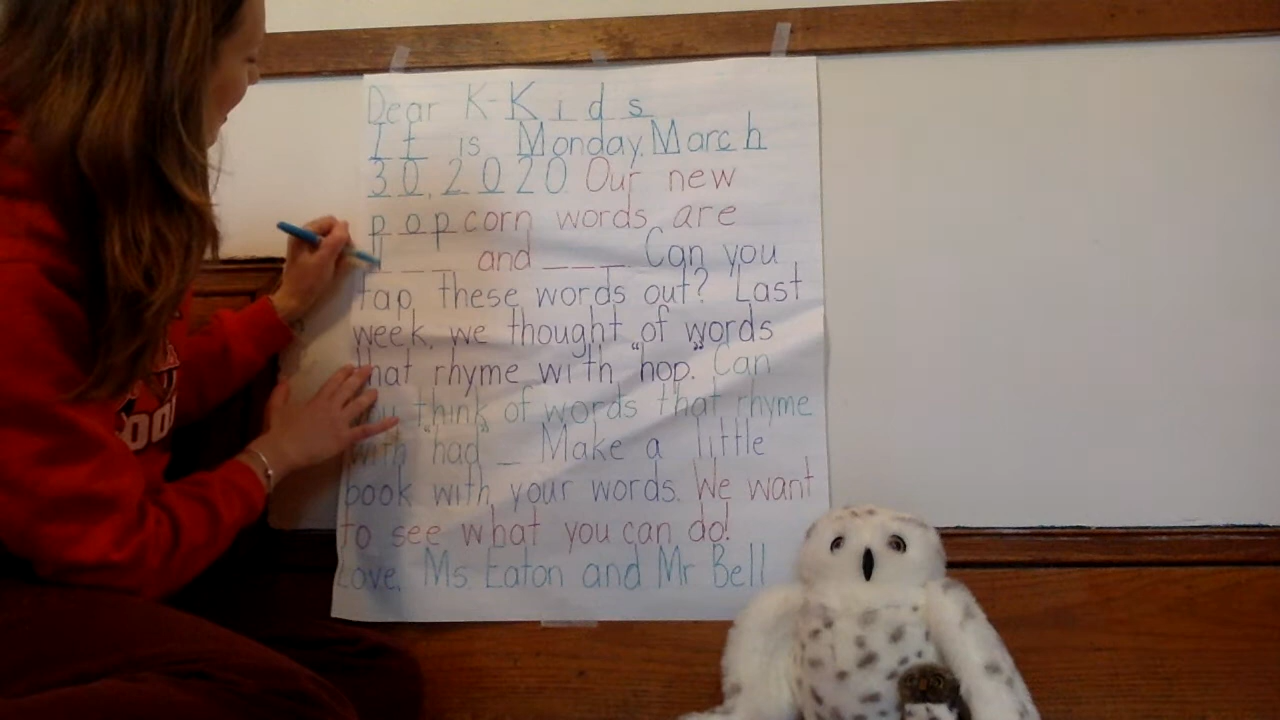 Dear K-Kids
It is Monday, March
30, 2020 Our new
popcorn words are
___ and ___ Can you
tap these words out? Last
week, we thought of words
that rhyme with "hop." Can
you think of words that rhyme
with "had" _ Make a little
book with your words. We want
to see what you can do!
Love, Ms. Eaton and Mr Bell